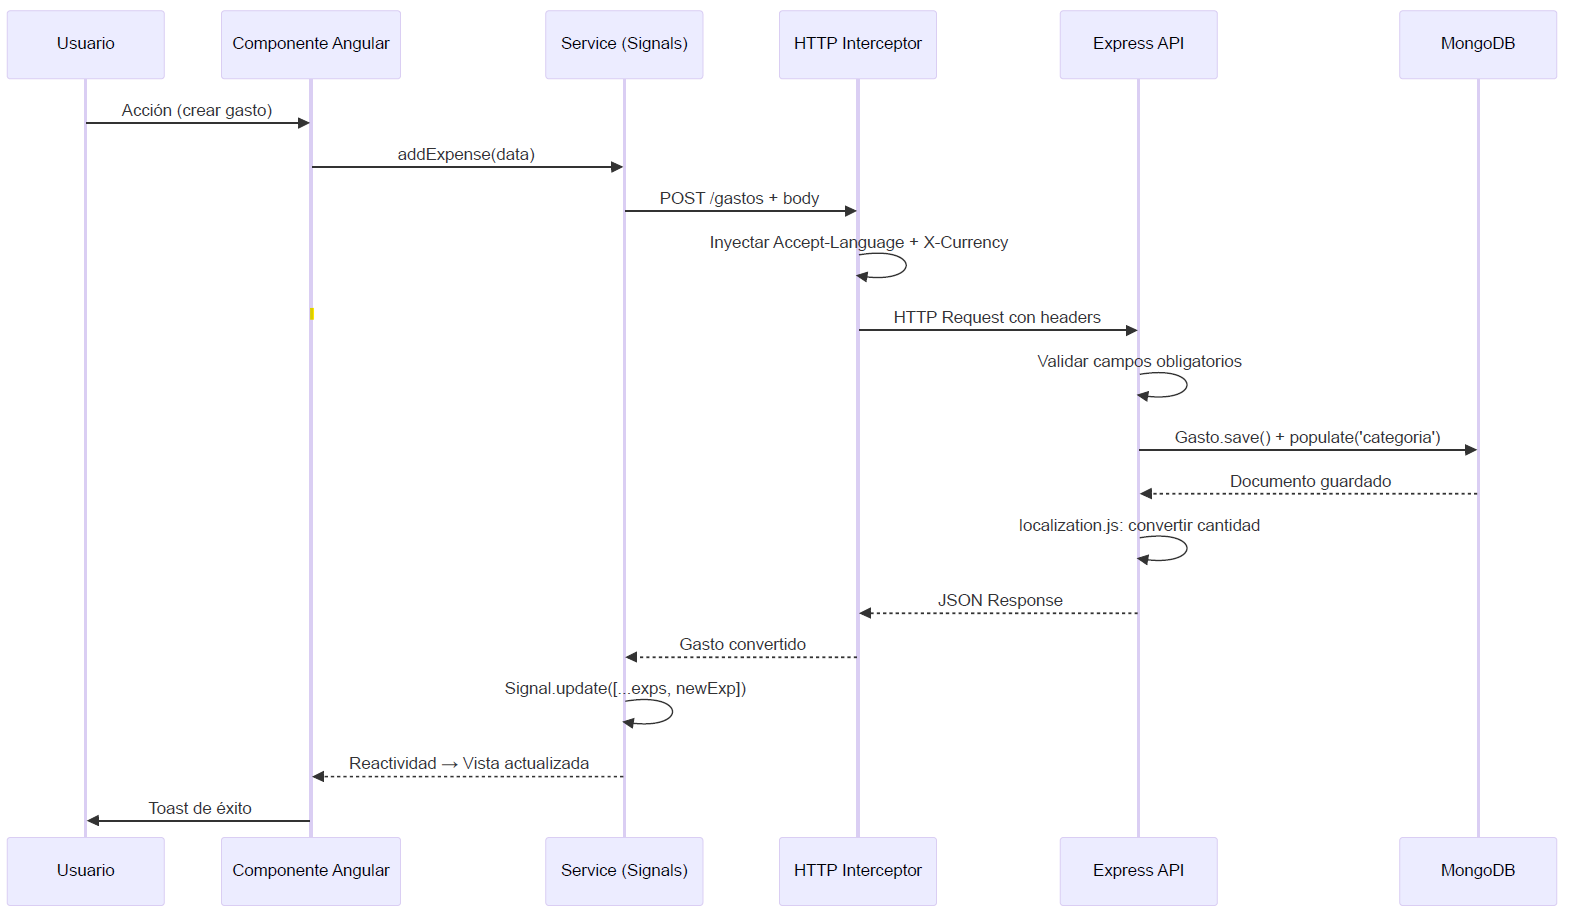 Usuario
Componente Angular
Service (Signals)
HTTP Interceptor
Express API
MongoDB
Acción (crear gasto)
addExpense(data)
POST /gastos + body
Inyectar Accept-Language + X-Currency
HTTP Request con headers
Validar campos obligatorios
Gasto.save() + populate('categoria')
Documento guardado
localization.js: convertir cantidad
JSON Response
Gasto convertido
Signal.update([...exps, newExp])
Reactividad → Vista actualizada
Toast de éxito
Usuario
Componente Angular
Service (Signals)
HTTP Interceptor
Express API
MongoDB